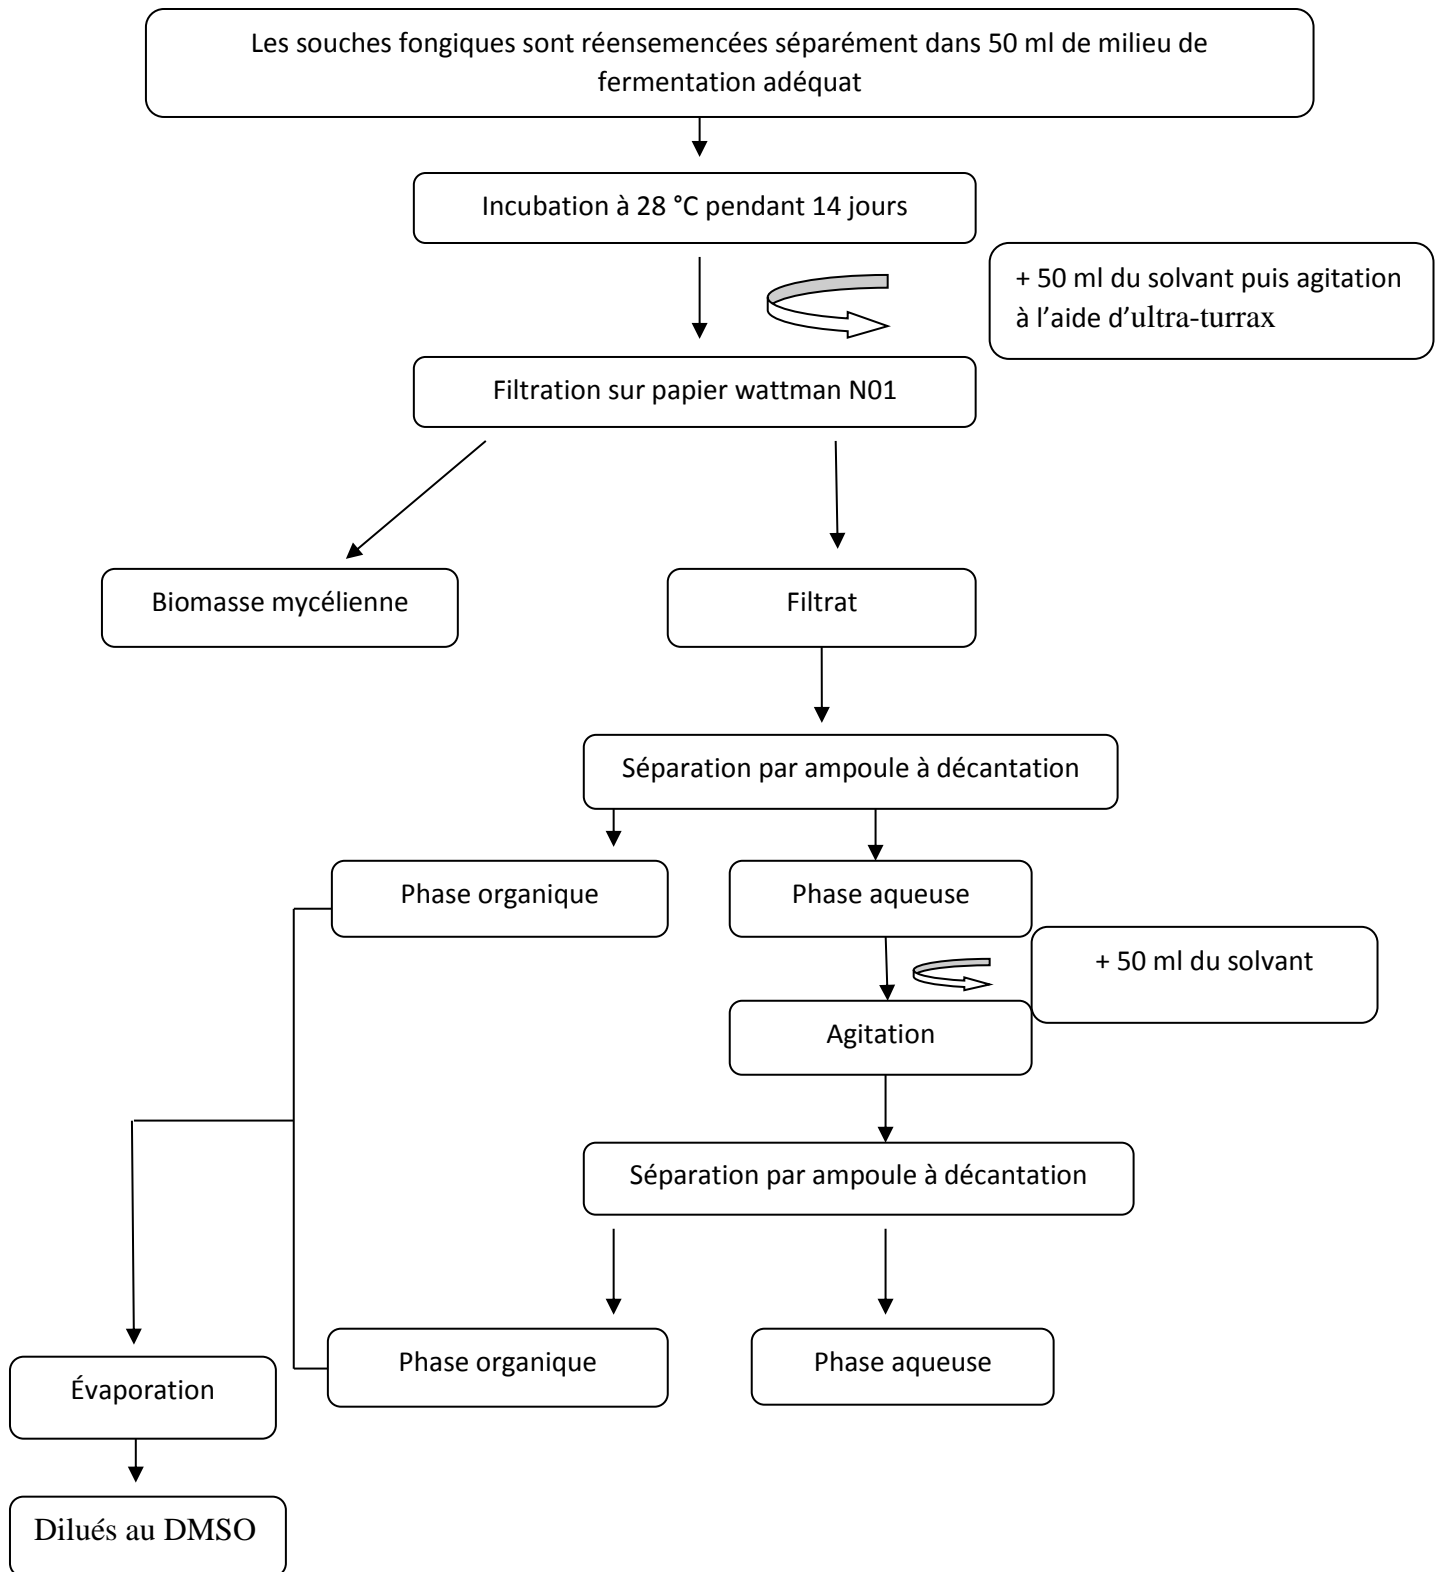 Les souches fongiques sont réensemencées séparément dans 50 ml de milieu de
fermentation adéquat
Incubation à 28 °C pendant 14 jours
+ 50 ml du solvant puis agitation
à l’aide d’ultra-turrax
Filtration sur papier wattman N01
Biomasse mycélienne
Filtrat
Séparation par ampoule à décantation
Phase organique
Phase aqueuse
+ 50 ml du solvant
Agitation
Séparation par ampoule à décantation
Phase organique
Phase aqueuse
Évaporation
Dilués au DMSO